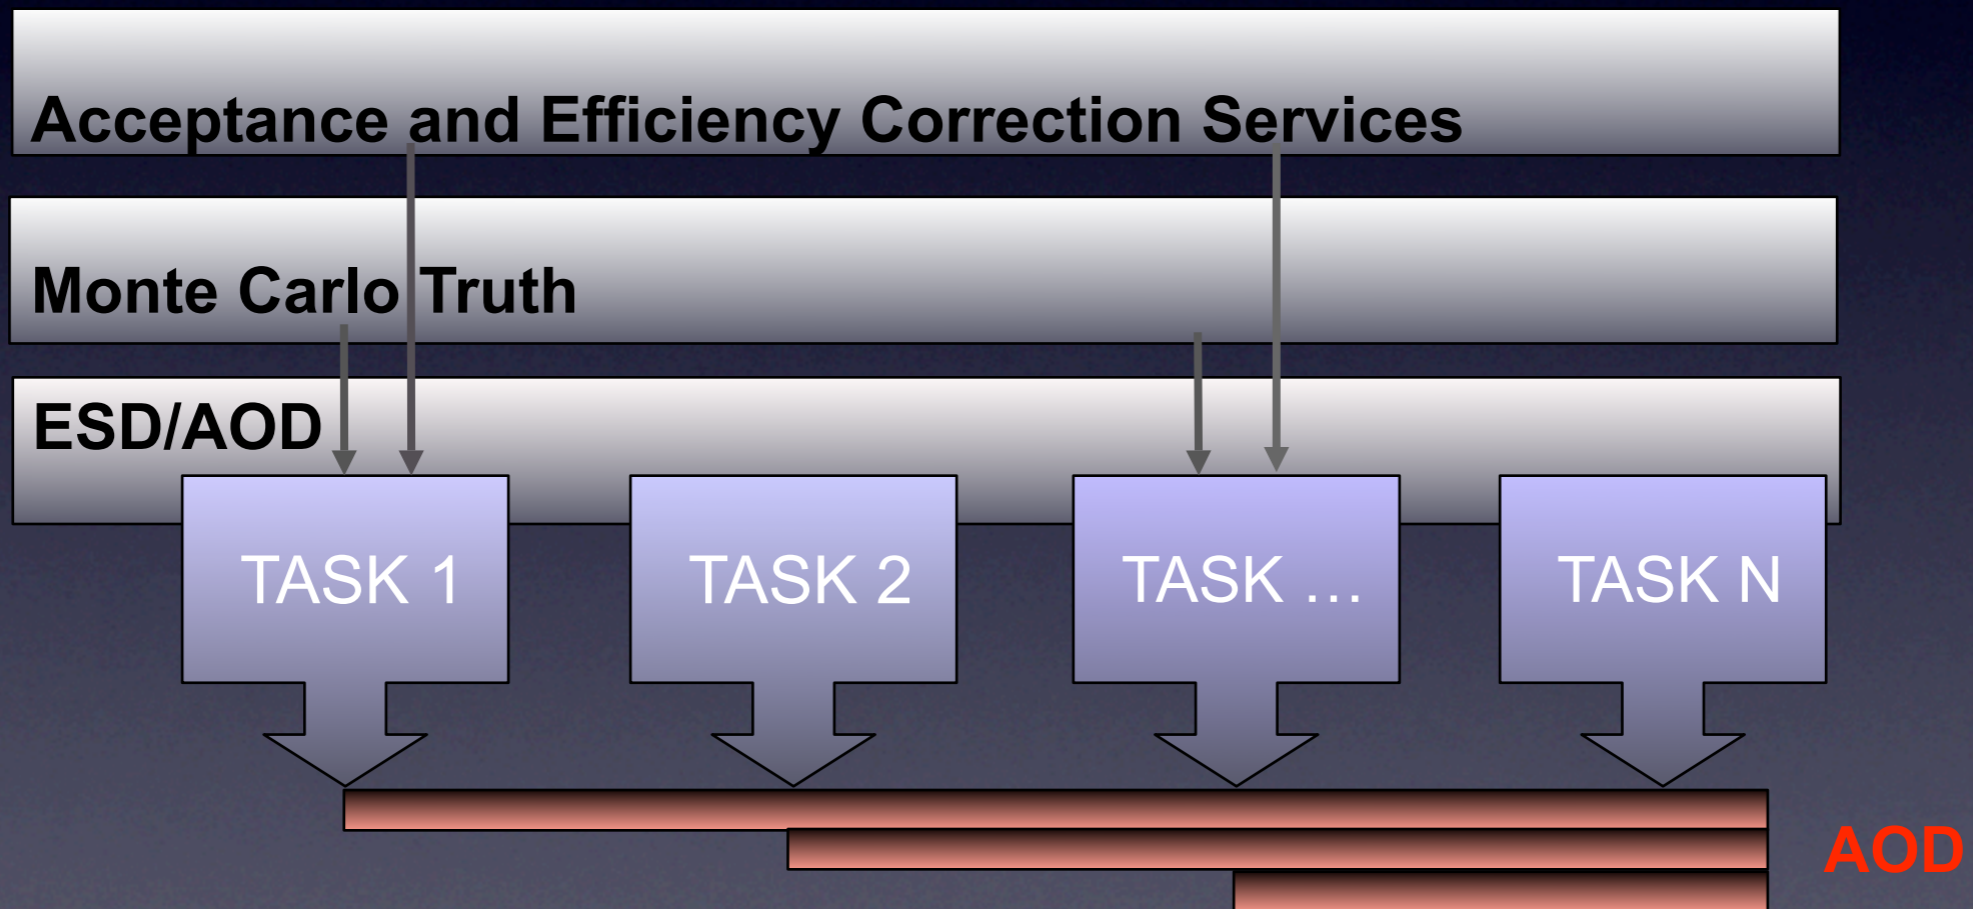 Acceptance and Efficiency Correction Services
Monte Carlo Truth
ESD/AOD
TASK 1
TASK 2
TASK …
TASK N
AOD